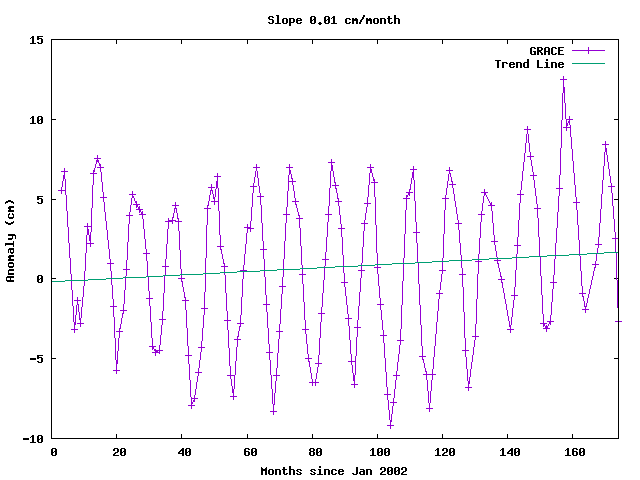 Slope 0.01 cm/month
15
GRACE
Trend Line
10
5
0
-5
-10
Anomaly (cm)
0 20 40 60 80 100 120 140 160
Months since Jan 2002